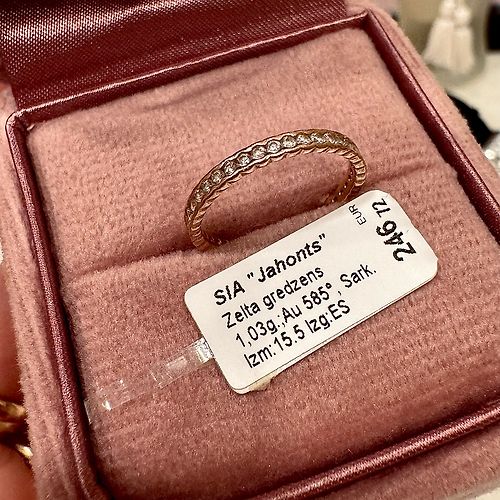 SIA "Jahonts"
Zelta gredzens
1,03g.,Au 585°, Sark.
Izm:15.5 Izg:ES
EUR 246 72